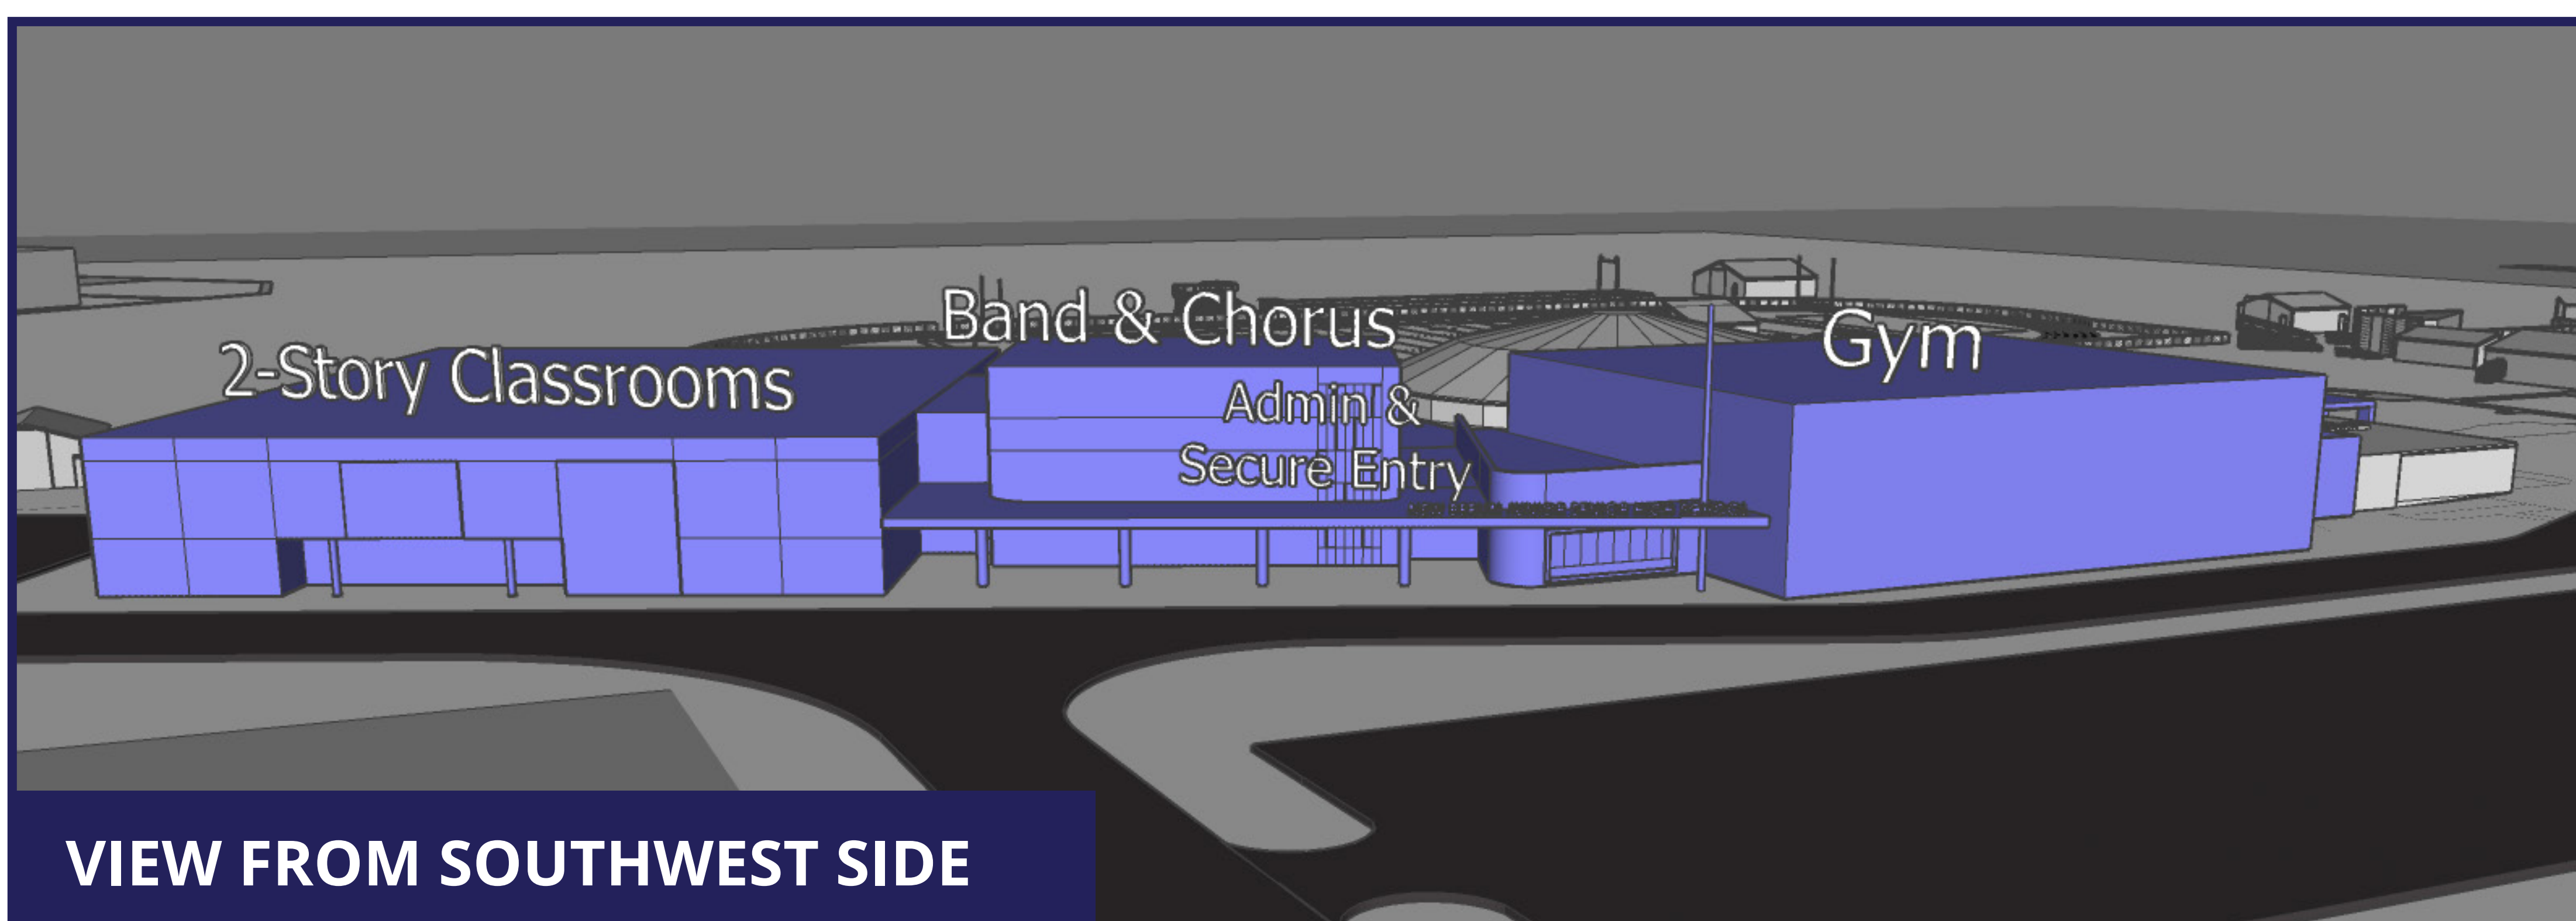 Band & Chorus
Gym
2-Story Classrooms
Admin &
Secure Entry
VIEW FROM SOUTHWEST SIDE